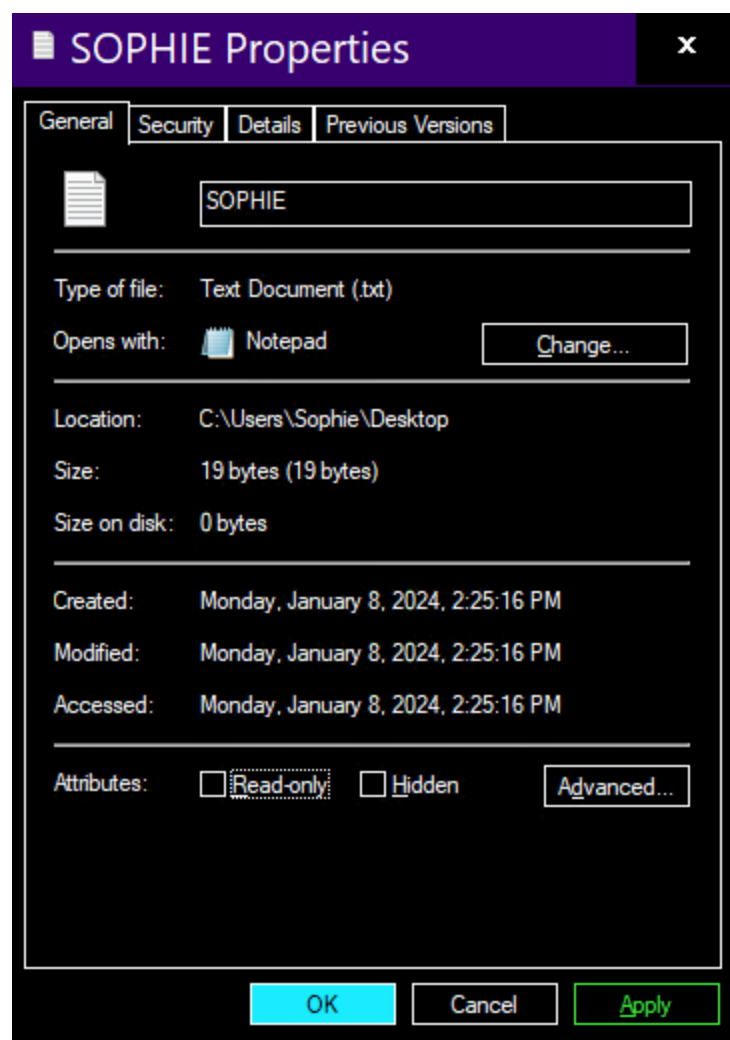 SOPHIE Properties x
General Security Details Previous Versions
SOPHIE
Type of file: Text Document (.txt)
Opens with: Notepad Change...
Location: C:\Users\Sophie\Desktop
Size: 19 bytes (19 bytes)
Size on disk: 0 bytes
Created: Monday, January 8, 2024, 2:25:16 PM
Modified: Monday, January 8, 2024, 2:25:16 PM
Accessed: Monday, January 8, 2024, 2:25:16 PM
Attributes: Read-only Hidden Advanced...
OK Cancel Apply